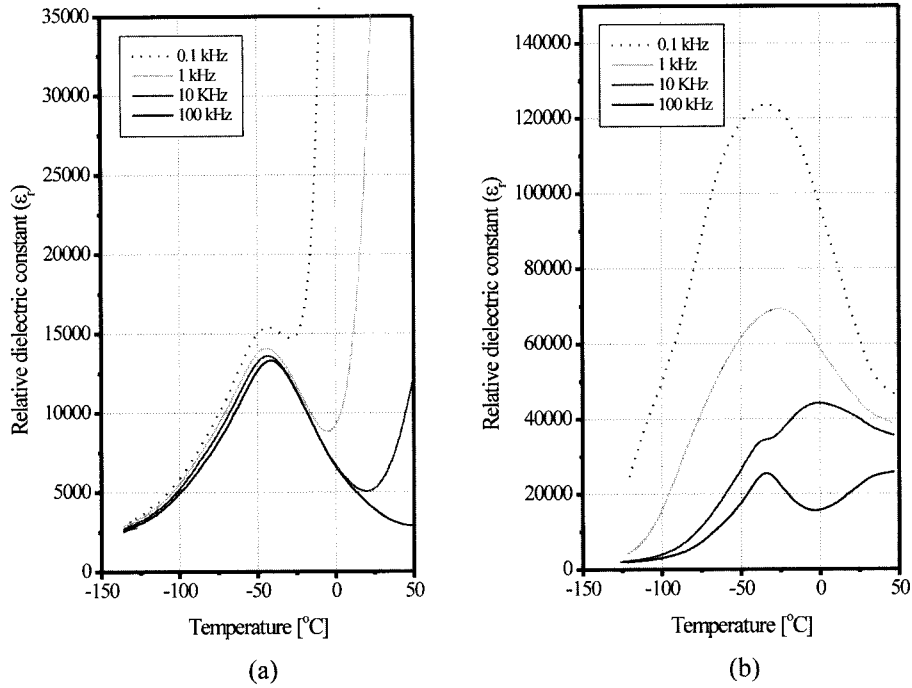 35000
30000
25000
20000
15000
10000
5000
0
0.1 kHz
1 kHz
10 KHz
100 kHz
Relative dielectric constant (εr)
-150 -100 -50 0 50
Temperature [°C]
(a)
140000
120000
100000
80000
60000
40000
20000
0
0.1 kHz
1 kHz
10 KHz
100 kHz
Relative dielectric constant (εr)
-150 -100 -50 0 50
Temperature [°C]
(b)